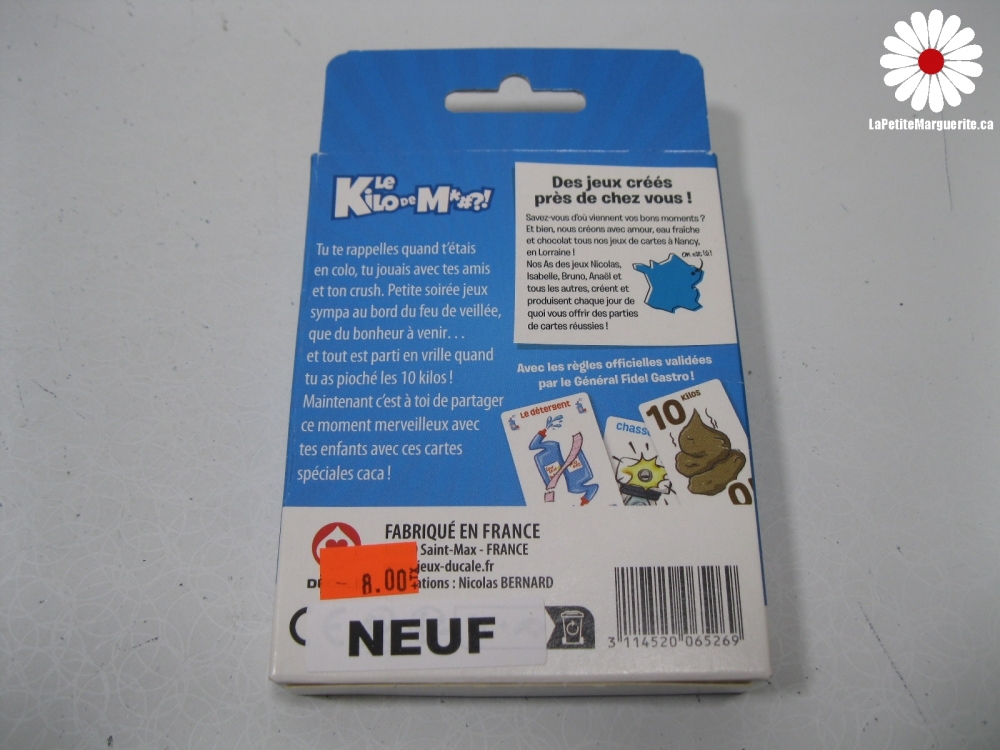 LaPetiteMarguerite.ca
LE
KILO DE M*#?!
Tu te rappelles quand t'étais
en colo, tu jouais avec tes amis
et ton crush. Petite soirée jeux
sympa au bord du feu de veillée,
que du bonheur à venir...
et tout est parti en vrille quand
tu as pioché les 10 kilos !
Maintenant c'est à toi de partager
ce moment merveilleux avec
tes enfants avec ces cartes
spéciales caca !
Des jeux créés
près de chez vous !
Savez-vous d'où viennent vos bons moments ?
Et bien, nous créons avec amour, eau fraîche
et chocolat tous nos jeux de cartes à Nancy,
en Lorraine !
On est ici !
Nos As des jeux Nicolas,
Isabelle, Bruno, Anaël et
tous les autres, créent et
produisent chaque jour de
quoi vous offrir des parties
de cartes réussies !
Avec les règles officielles validées
par le Général Fidel Gastro !
Le détergent
chass
10 KILOS
FABRIQUÉ EN FRANCE
Saint-Max - FRANCE
jeux-ducale.fr
ations : Nicolas BERNARD
8.00 +TX
NEUF
3 114520 065269